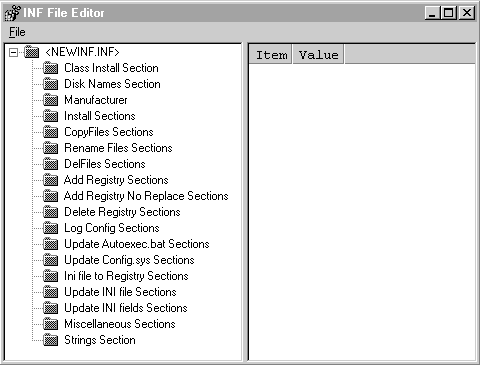 INF File Editor
File
<NEWINF.INF>
Class Install Section
Disk Names Section
Manufacturer
Install Sections
CopyFiles Sections
Rename Files Sections
DelFiles Sections
Add Registry Sections
Add Registry No Replace Sections
Delete Registry Sections
Log Config Sections
Update Autoexec.bat Sections
Update Config.sys Sections
Ini file to Registry Sections
Update INI file Sections
Update INI fields Sections
Miscellaneous Sections
Strings Section
Item Value